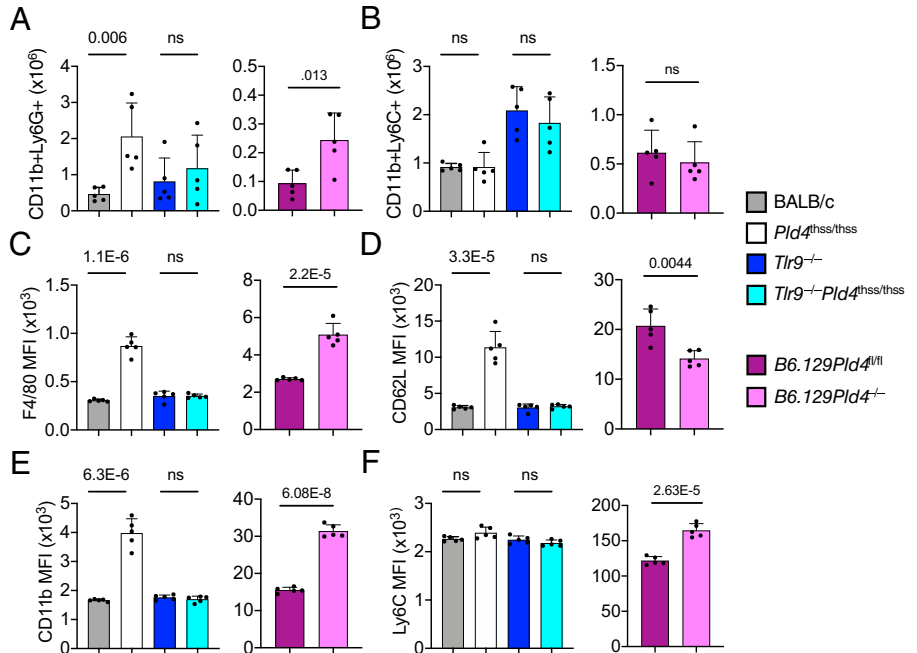 A
CD11b+Ly6G+ (x10⁶)
4
3
2
1
0
0.006
ns
0.5
0.4
0.3
0.2
0.1
0.0
.013
B
CD11b+Ly6C+ (x10⁶)
3
2
1
0
ns
ns
1.5
1.0
0.5
0.0
ns
BALB/c
Pld4thss/thss
Tlr9–/–
Tlr9–/–Pld4thss/thss
B6.129Pld4fl/fl
B6.129Pld4–/–
C
F4/80 MFI (x10³)
1.5
1.0
0.5
0.0
1.1E-6
ns
8
6
4
2
0
2.2E-5
D
CD62L MFI (x10³)
20
15
10
5
0
3.3E-5
ns
30
20
10
0
0.0044
E
CD11b MFI (x10³)
5
4
3
2
1
0
6.3E-6
ns
40
30
20
10
0
6.08E-8
F
Ly6C MFI (x10³)
4
3
2
1
0
ns
ns
200
150
100
50
0
2.63E-5